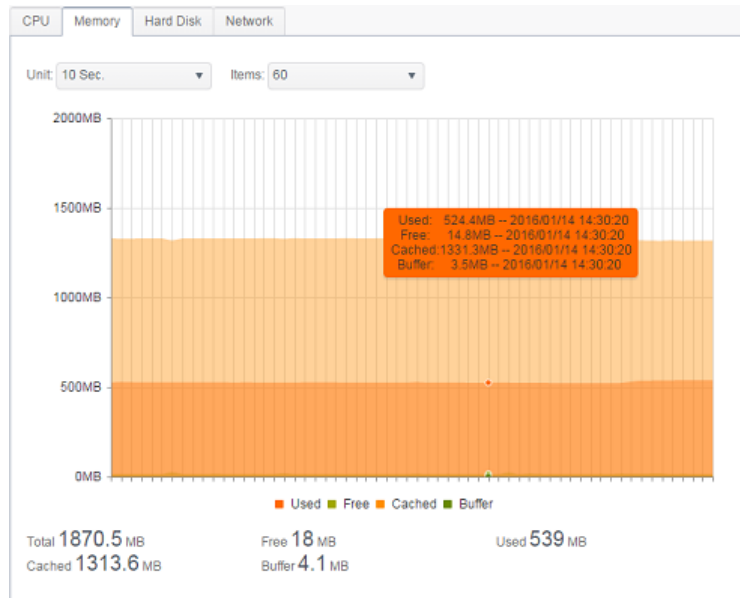 CPU Memory Hard Disk Network
Unit: 10 Sec. Items: 60
2000MB
1500MB
Used: 524.4MB -- 2016/01/14 14:30:20
Free: 14.8MB -- 2016/01/14 14:30:20
Cached:1331.3MB -- 2016/01/14 14:30:20
Buffer: 3.5MB -- 2016/01/14 14:30:20
1000MB
500MB
0MB
Used Free Cached Buffer
Total 1870.5 MB Free 18 MB Used 539 MB
Cached 1313.6 MB Buffer 4.1 MB